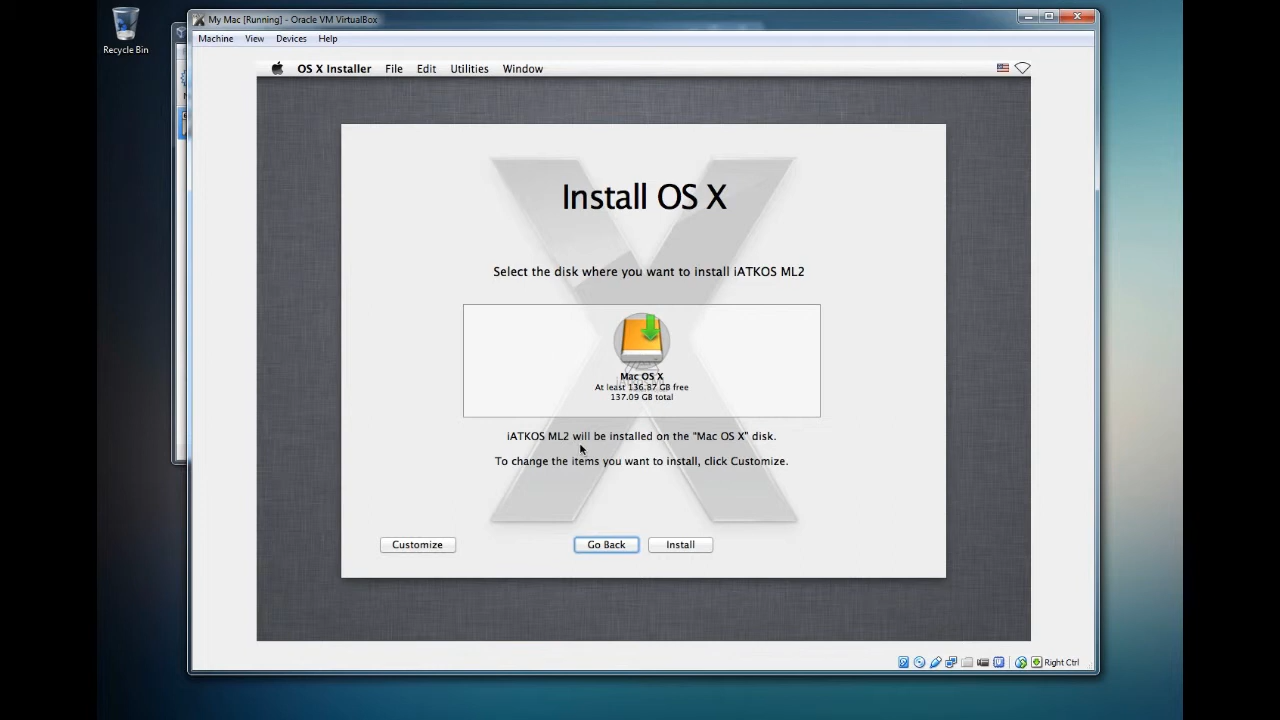 Recycle Bin
My Mac [Running] - Oracle VM VirtualBox
Machine View Devices Help
OS X Installer File Edit Utilities Window
Install OS X
Select the disk where you want to install iATKOS ML2
Mac OS X
At least 136.87 GB free
137.09 GB total
iATKOS ML2 will be installed on the "Mac OS X" disk.
To change the items you want to install, click Customize.
Customize Go Back Install
Right Ctrl